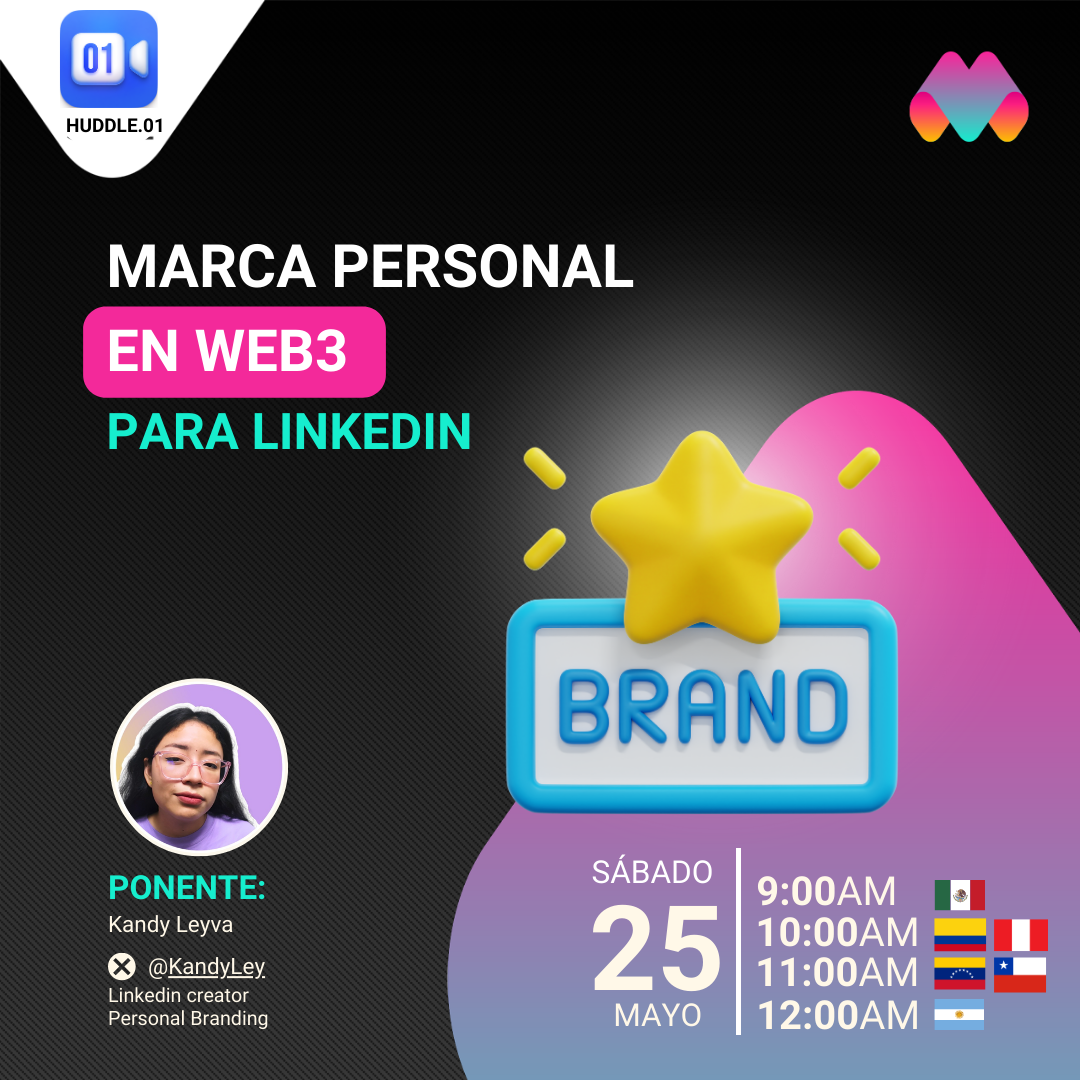 01
HUDDLE.01
MARCA PERSONAL
EN WEB3
PARA LINKEDIN
BRAND
PONENTE:
Kandy Leyva
@KandyLey
Linkedin creator
Personal Branding
SÁBADO
25
MAYO
9:00AM
10:00AM
11:00AM
12:00AM